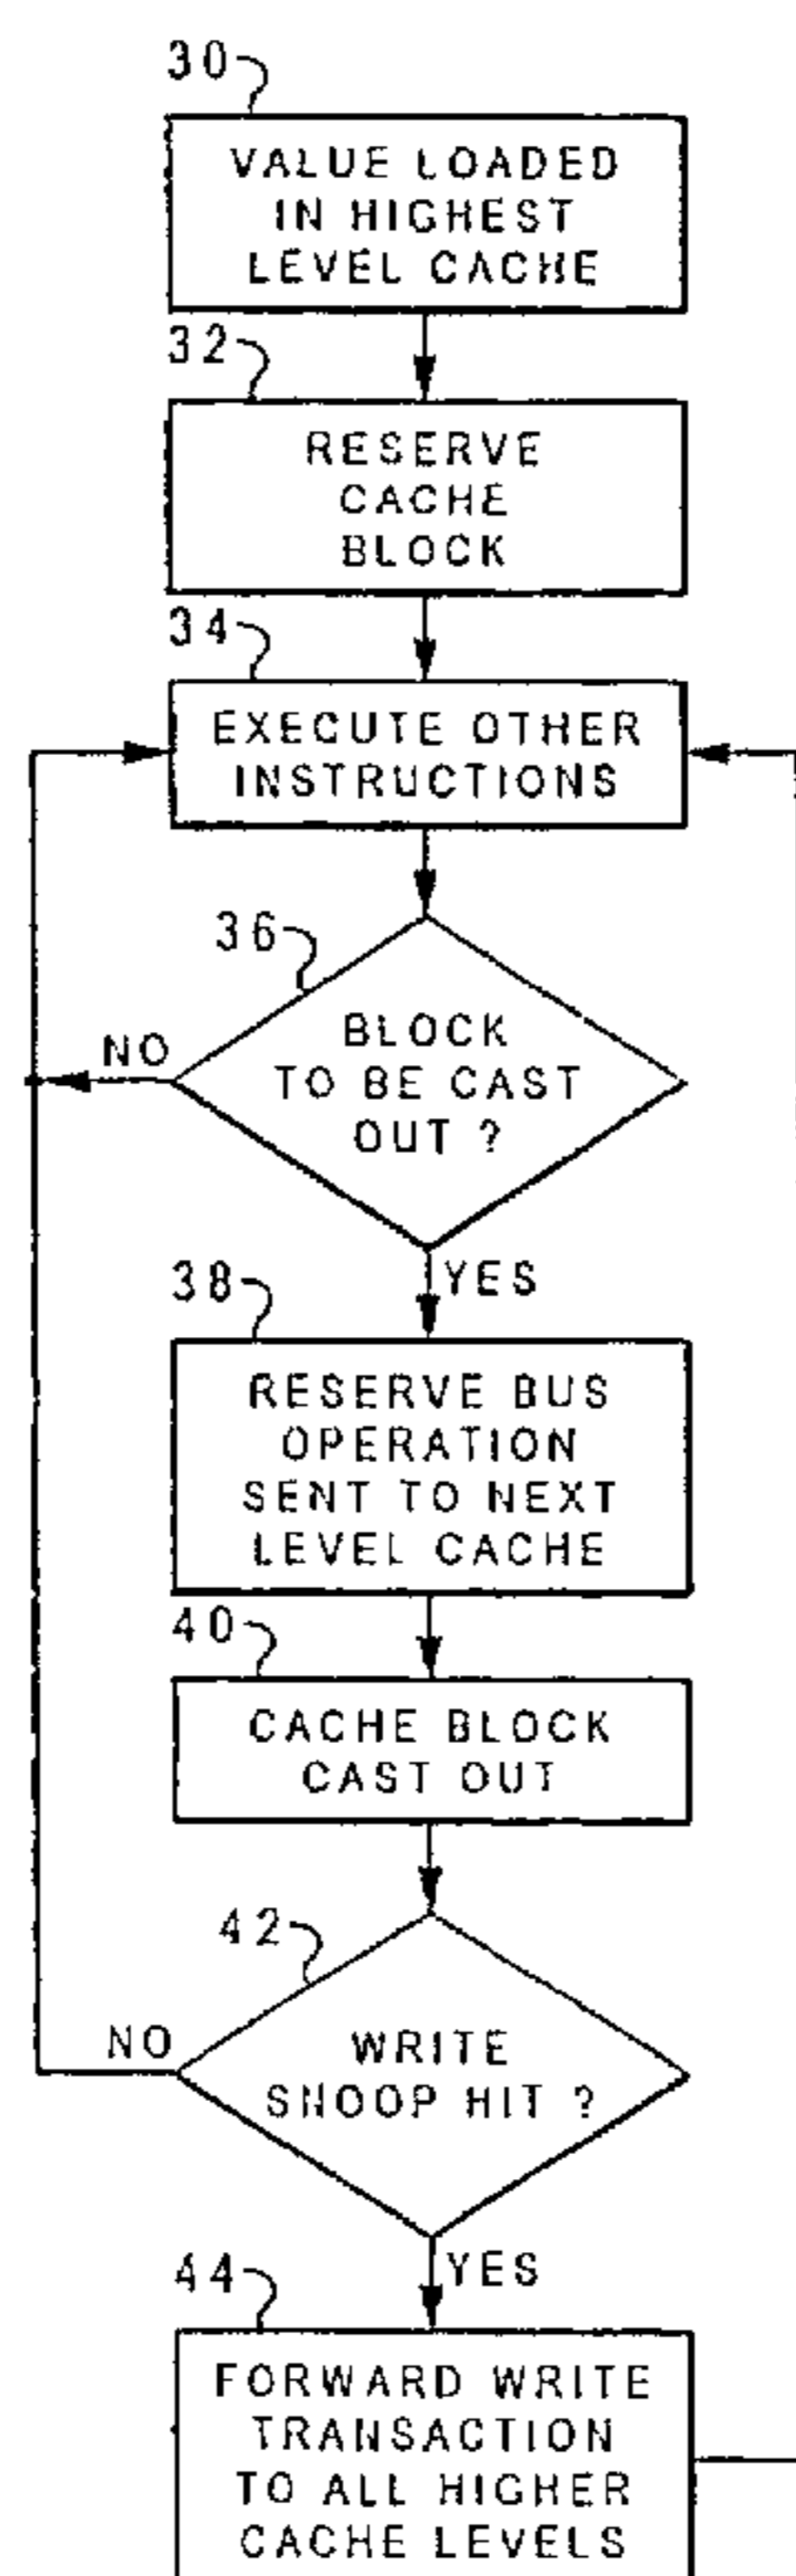 30
VALUE LOADED
IN HIGHEST
LEVEL CACHE
32
RESERVE
CACHE
BLOCK
34
EXECUTE OTHER
INSTRUCTIONS
36
BLOCK
TO BE CAST
OUT ?
NO
YES
38
RESERVE BUS
OPERATION
SENT TO NEXT
LEVEL CACHE
40
CACHE BLOCK
CAST OUT
42
WRITE
SNOOP HIT ?
NO
YES
44
FORWARD WRITE
TRANSACTION
TO ALL HIGHER
CACHE LEVELS